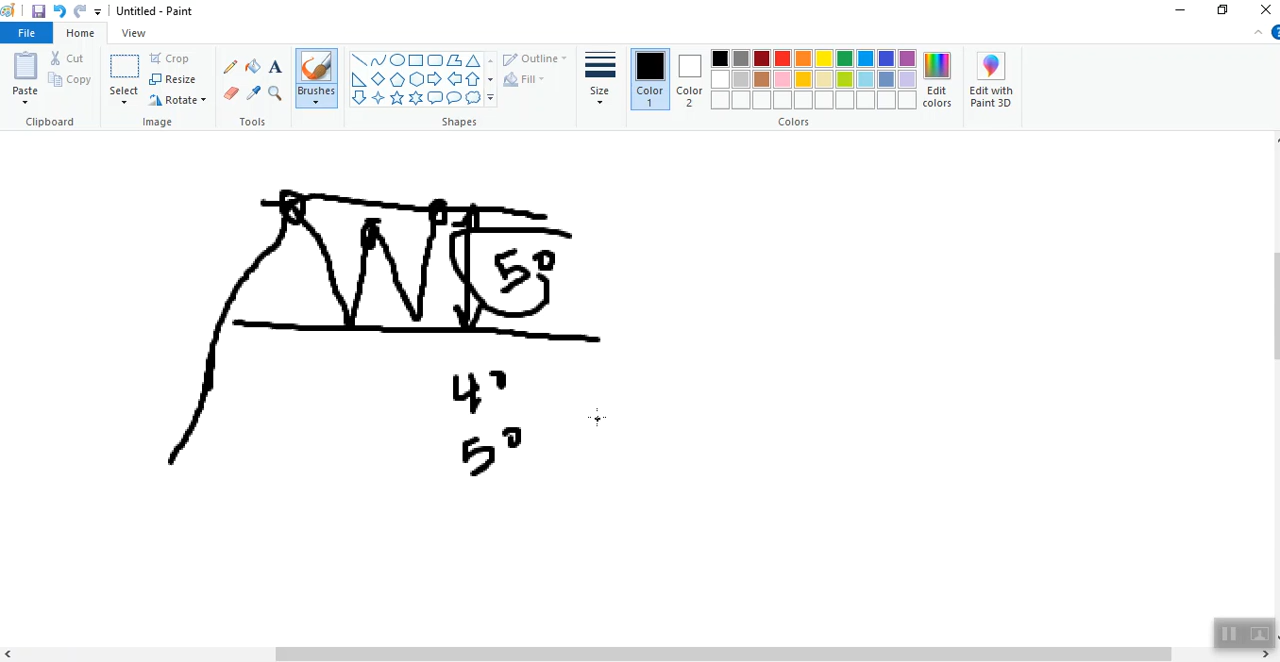 Untitled - Paint
File Home View
Paste
Cut
Copy
Clipboard
Select
Crop
Resize
Rotate
Image
A
Tools
Brushes
Outline
Fill
Shapes
Size
Color 1
Color 2
Edit colors
Colors
Edit with Paint 3D
5°
4°
5°